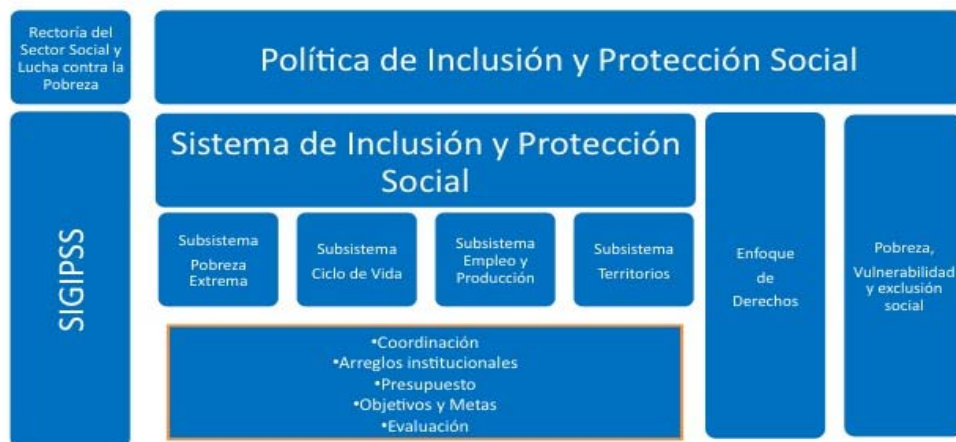 Rectoría del
Sector Social y
Lucha contra la
Pobreza
Política de Inclusión y Protección Social
SIGIPSS
Sistema de Inclusión y Protección
Social
Subsistema
Pobreza
Extrema
Subsistema
Ciclo de Vida
Subsistema
Empleo y
Producción
Subsistema
Territorios
•Coordinación
•Arreglos institucionales
•Presupuesto
•Objetivos y Metas
•Evaluación
Enfoque
de
Derechos
Pobreza,
Vulnerabilidad
y exclusión
social